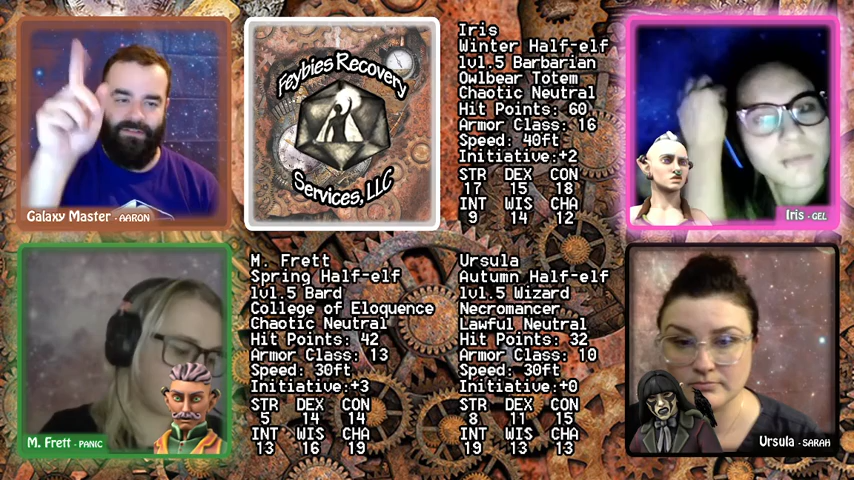 Galaxy Master - AARON
Feybies Recovery
Services, LLC
Iris
Winter Half-elf
lvl.5 Barbarian
Owlbear Totem
Chaotic Neutral
Hit Points: 60
Armor Class: 16
Speed: 40ft
Initiative:+2
STR DEX CON
17 15 18
INT WIS CHA
9 14 12
Iris - GEL
M. Frett - PANIC
M. Frett
Spring Half-elf
lvl.5 Bard
College of Eloquence
Chaotic Neutral
Hit Points: 42
Armor Class: 13
Speed: 30ft
Initiative:+3
STR DEX CON
5 14 14
INT WIS CHA
13 16 19
Ursula
Autumn Half-elf
lvl.5 Wizard
Necromancer
Lawful Neutral
Hit Points: 32
Armor Class: 10
Speed: 30ft
Initiative:+0
STR DEX CON
8 11 15
INT WIS CHA
19 13 13
Ursula - SARAH